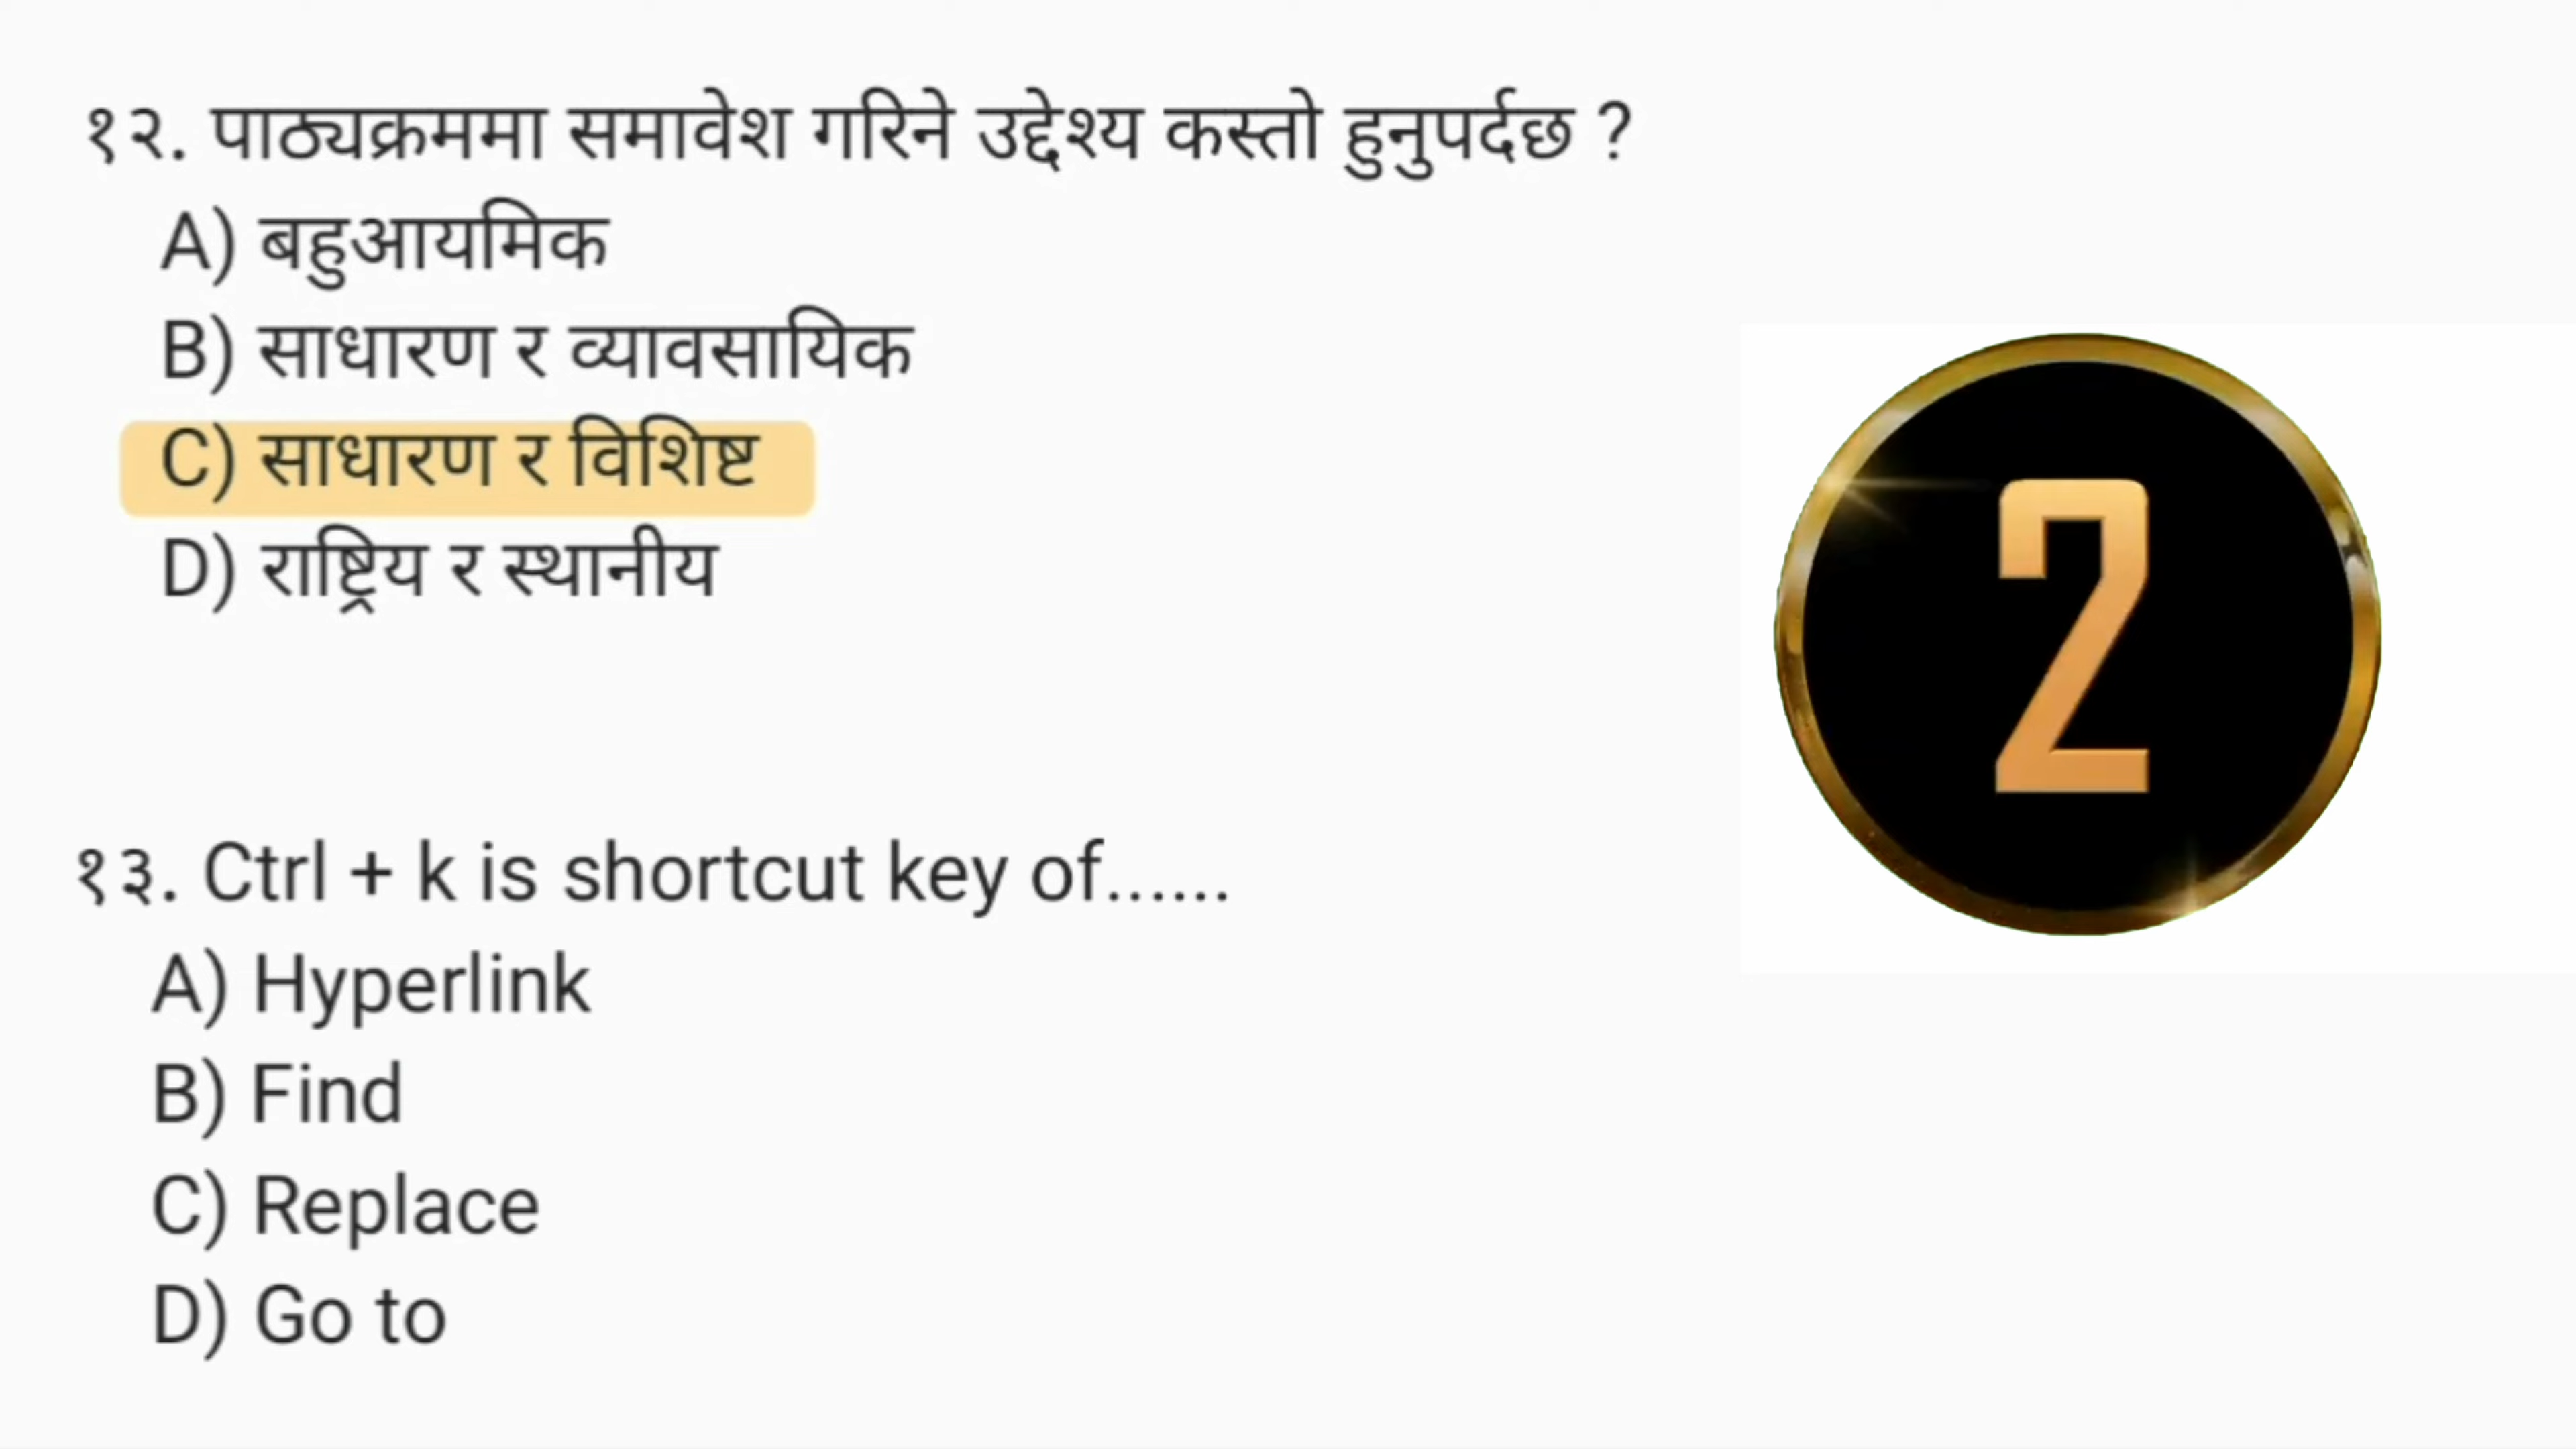 १२. पाठ्यक्रममा समावेश गरिने उद्देश्य कस्तो हुनुपर्दछ ?
A) बहुआयमिक
B) साधारण र व्यावसायिक
C) साधारण र विशिष्ट
D) राष्ट्रिय र स्थानीय
2
१३. Ctrl + k is shortcut key of......
A) Hyperlink
B) Find
C) Replace
D) Go to